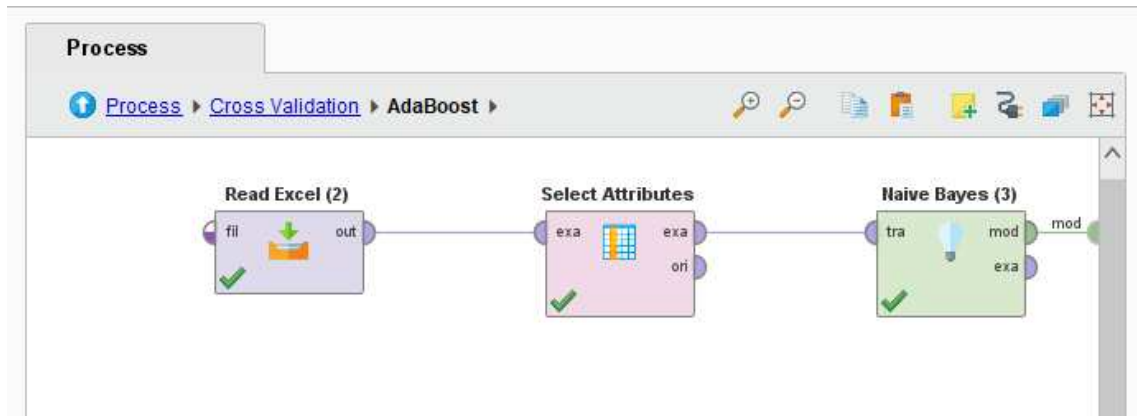 Process
Process Cross Validation AdaBoost
Read Excel (2) Select Attributes Naive Bayes (3)
fil out exa exa tra mod mod
ori exa